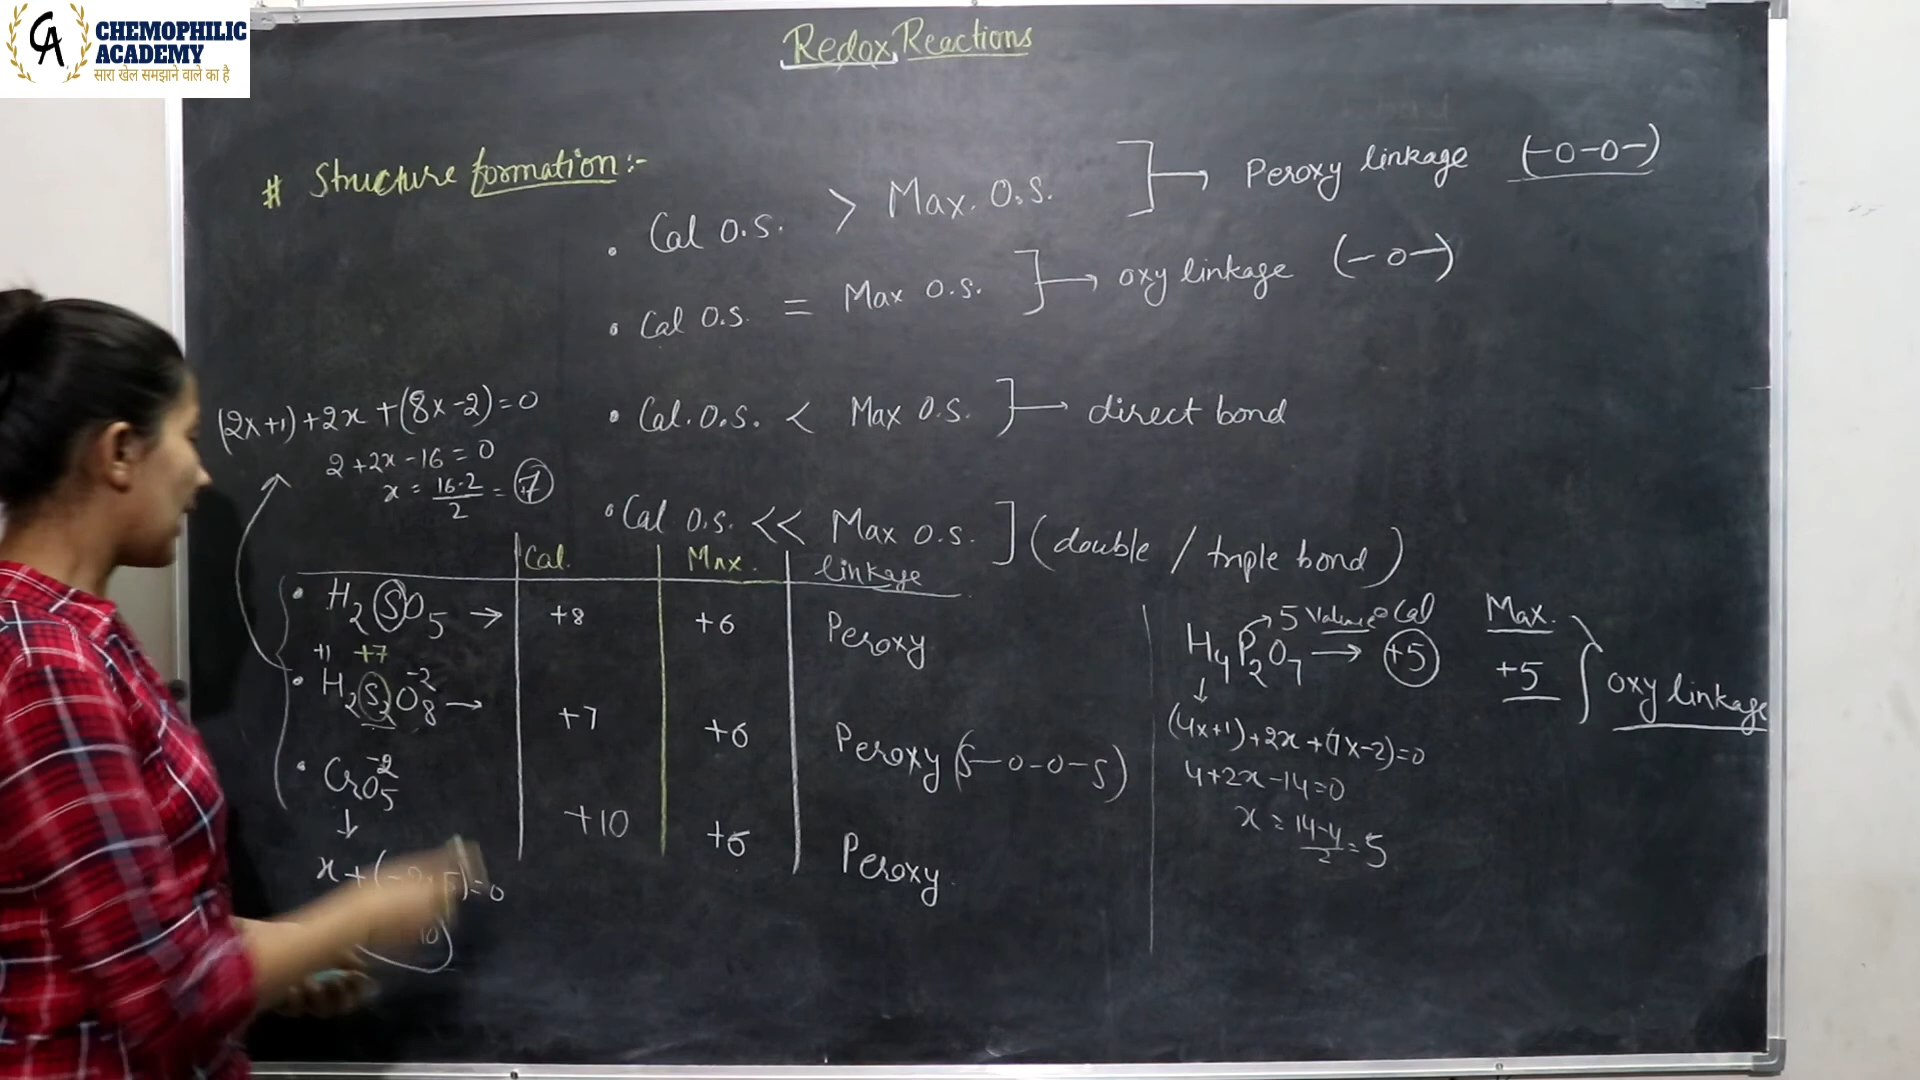 CA CHEMOPHILIC
ACADEMY
सारा खेल समझाने वाले का है
Redox Reactions
# Structure formation:-
• Cal O.S. > Max. O.S. ] → Peroxy linkage (-O-O-)
• Cal O.S. = Max O.S. ] → oxy linkage (-O-)
• Cal. O.S. < Max O.S. ] → direct bond
• Cal O.S. << Max O.S. ] (double / triple bond)
(2x+1)+2x+(8x-2)=0
2+2x-16=0
x = 16-2/2 = +7
Cal. Max. linkage
• H2SO5 → +8 +6 Peroxy
+1 +7 -2
• H2S2O8 → +7 +6 Peroxy (S-O-O-S)
-2
• CrO5 +10 +6 Peroxy
↓
=0
10
→ 5 Valence Cal Max.
H4P2O7 → +5 +5 } oxy linkage
↓
(4x+1)+2x+(7x-2)=0
4+2x-14=0
x = 14-4/2 = 5